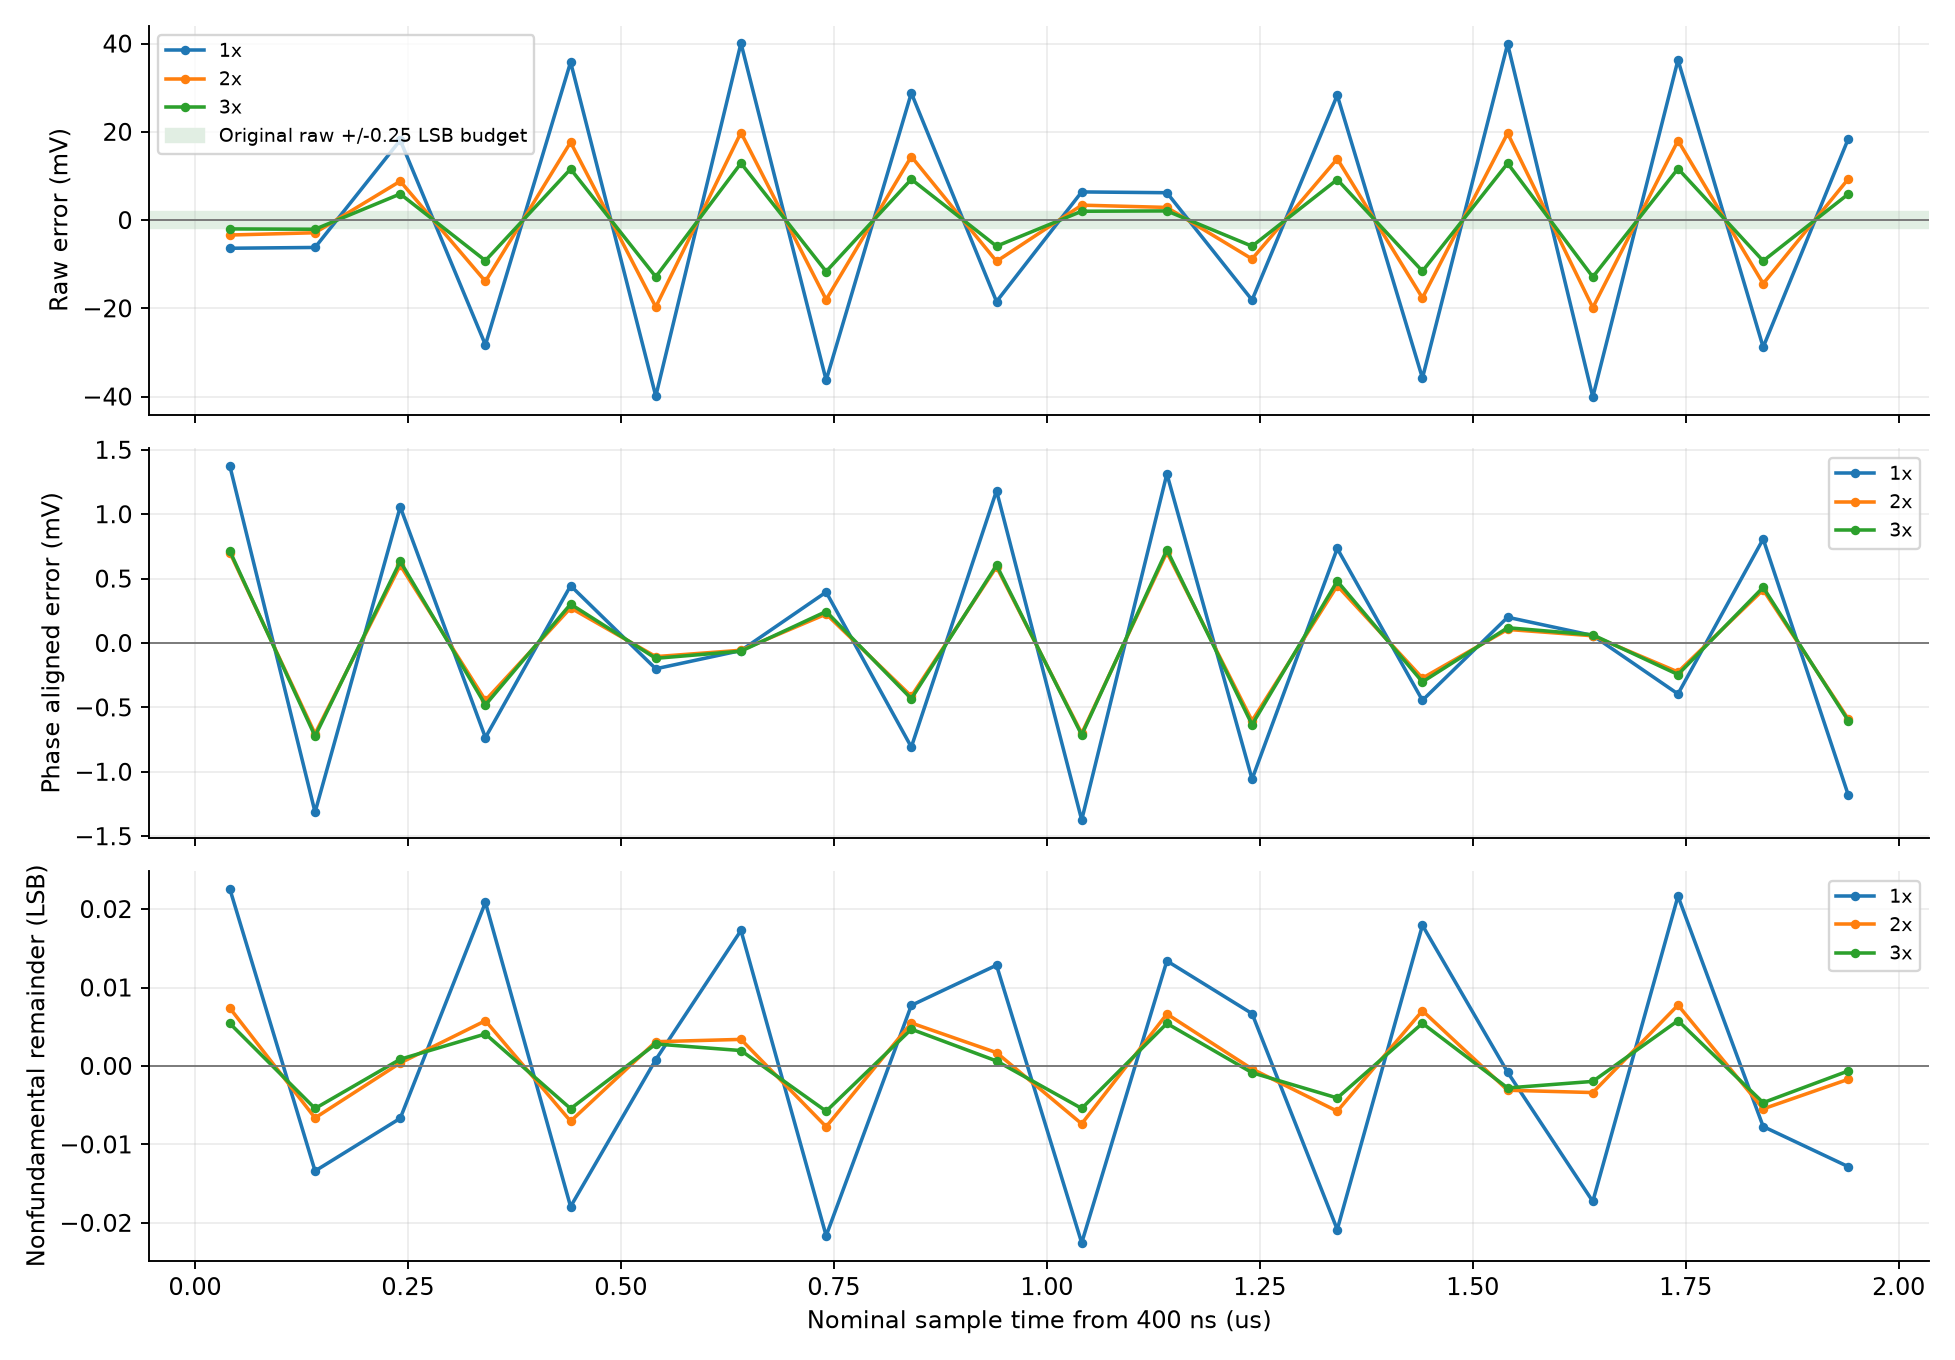 Raw error (mV)
40
20
0
−20
−40
1x
2x
3x
Original raw +/-0.25 LSB budget
Phase aligned error (mV)
1.5
1.0
0.5
0.0
−0.5
−1.0
−1.5
1x
2x
3x
Nonfundamental remainder (LSB)
0.02
0.01
0.00
−0.01
−0.02
1x
2x
3x
0.00 0.25 0.50 0.75 1.00 1.25 1.50 1.75 2.00
Nominal sample time from 400 ns (us)